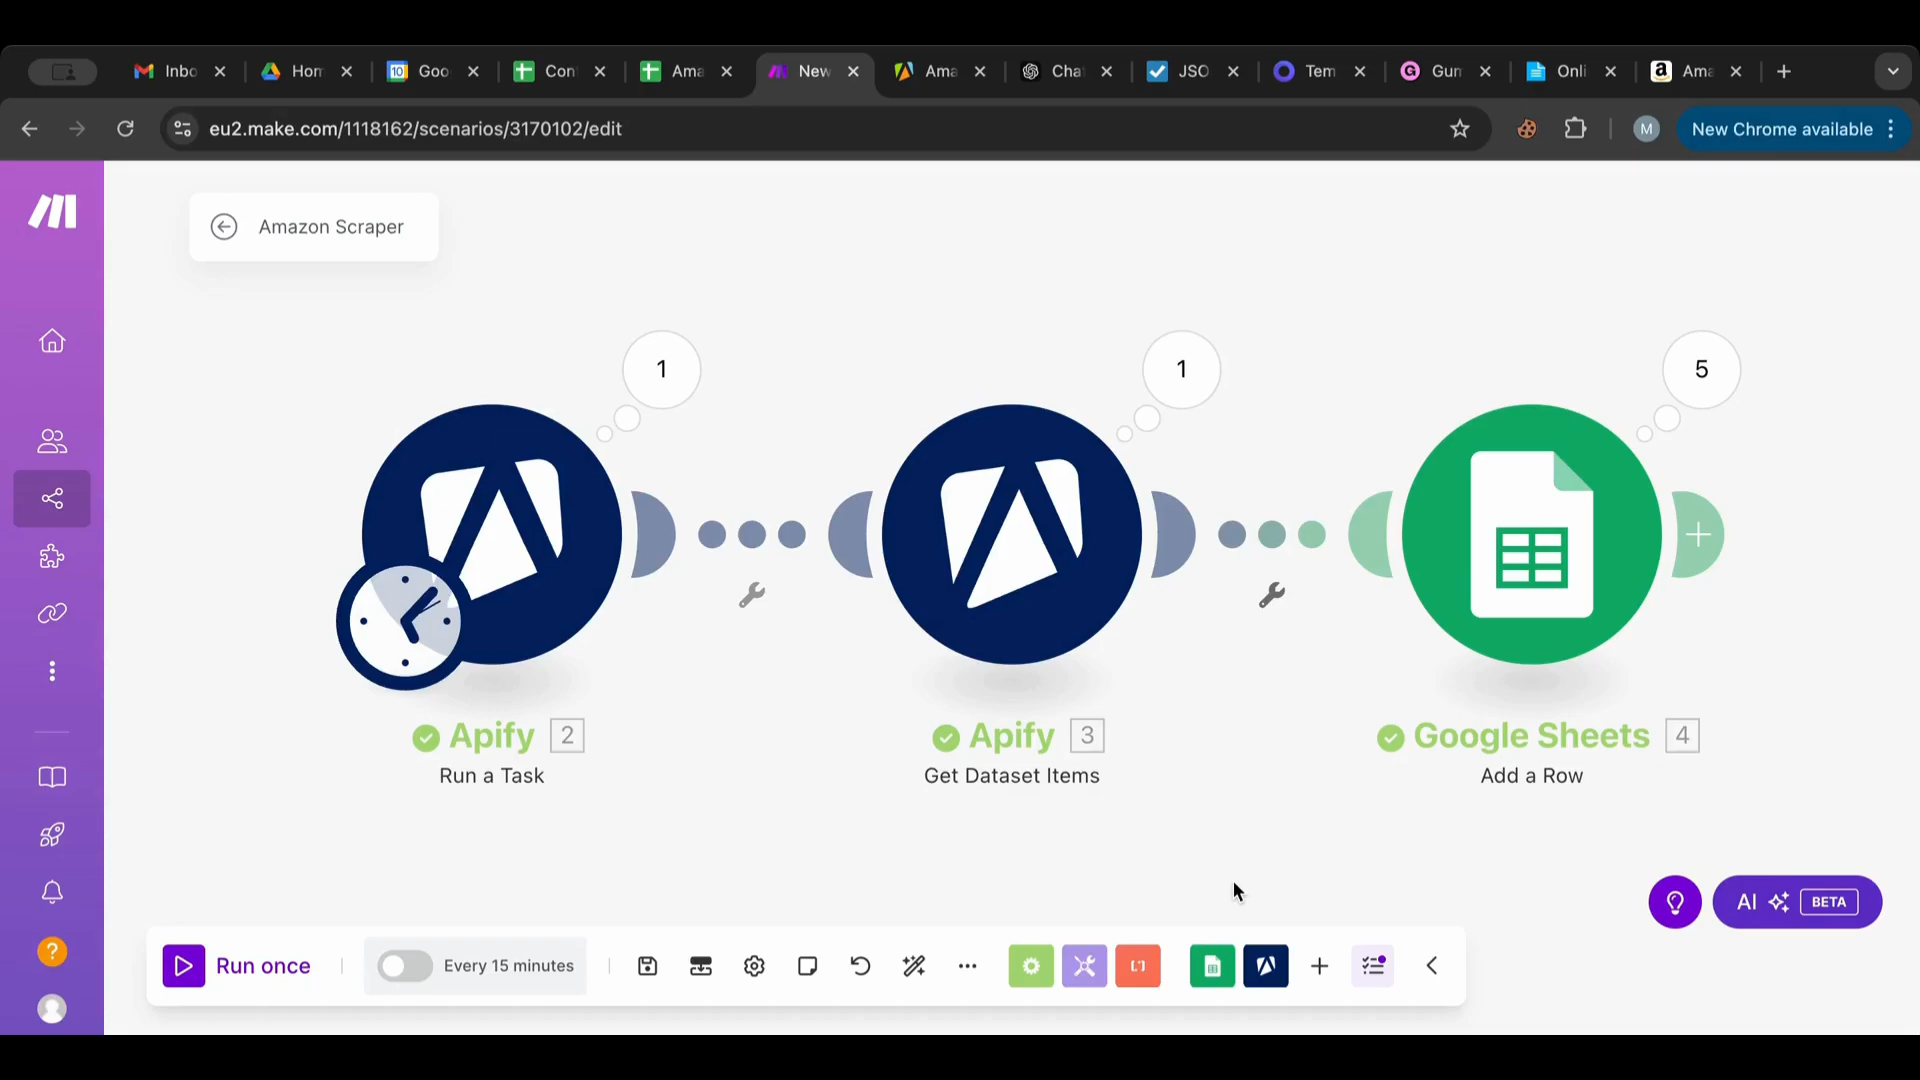 Inbo
Hon
10
Goo
Con
Ama
New
Ama
Cha
JSO
Tem
G
Gun
Onli
a
Ama
eu2.make.com/1118162/scenarios/3170102/edit
M
New Chrome available
Amazon Scraper
1
1
5
Apify 2
Run a Task
Apify 3
Get Dataset Items
Google Sheets 4
Add a Row
AI BETA
?
Run once
Every 15 minutes